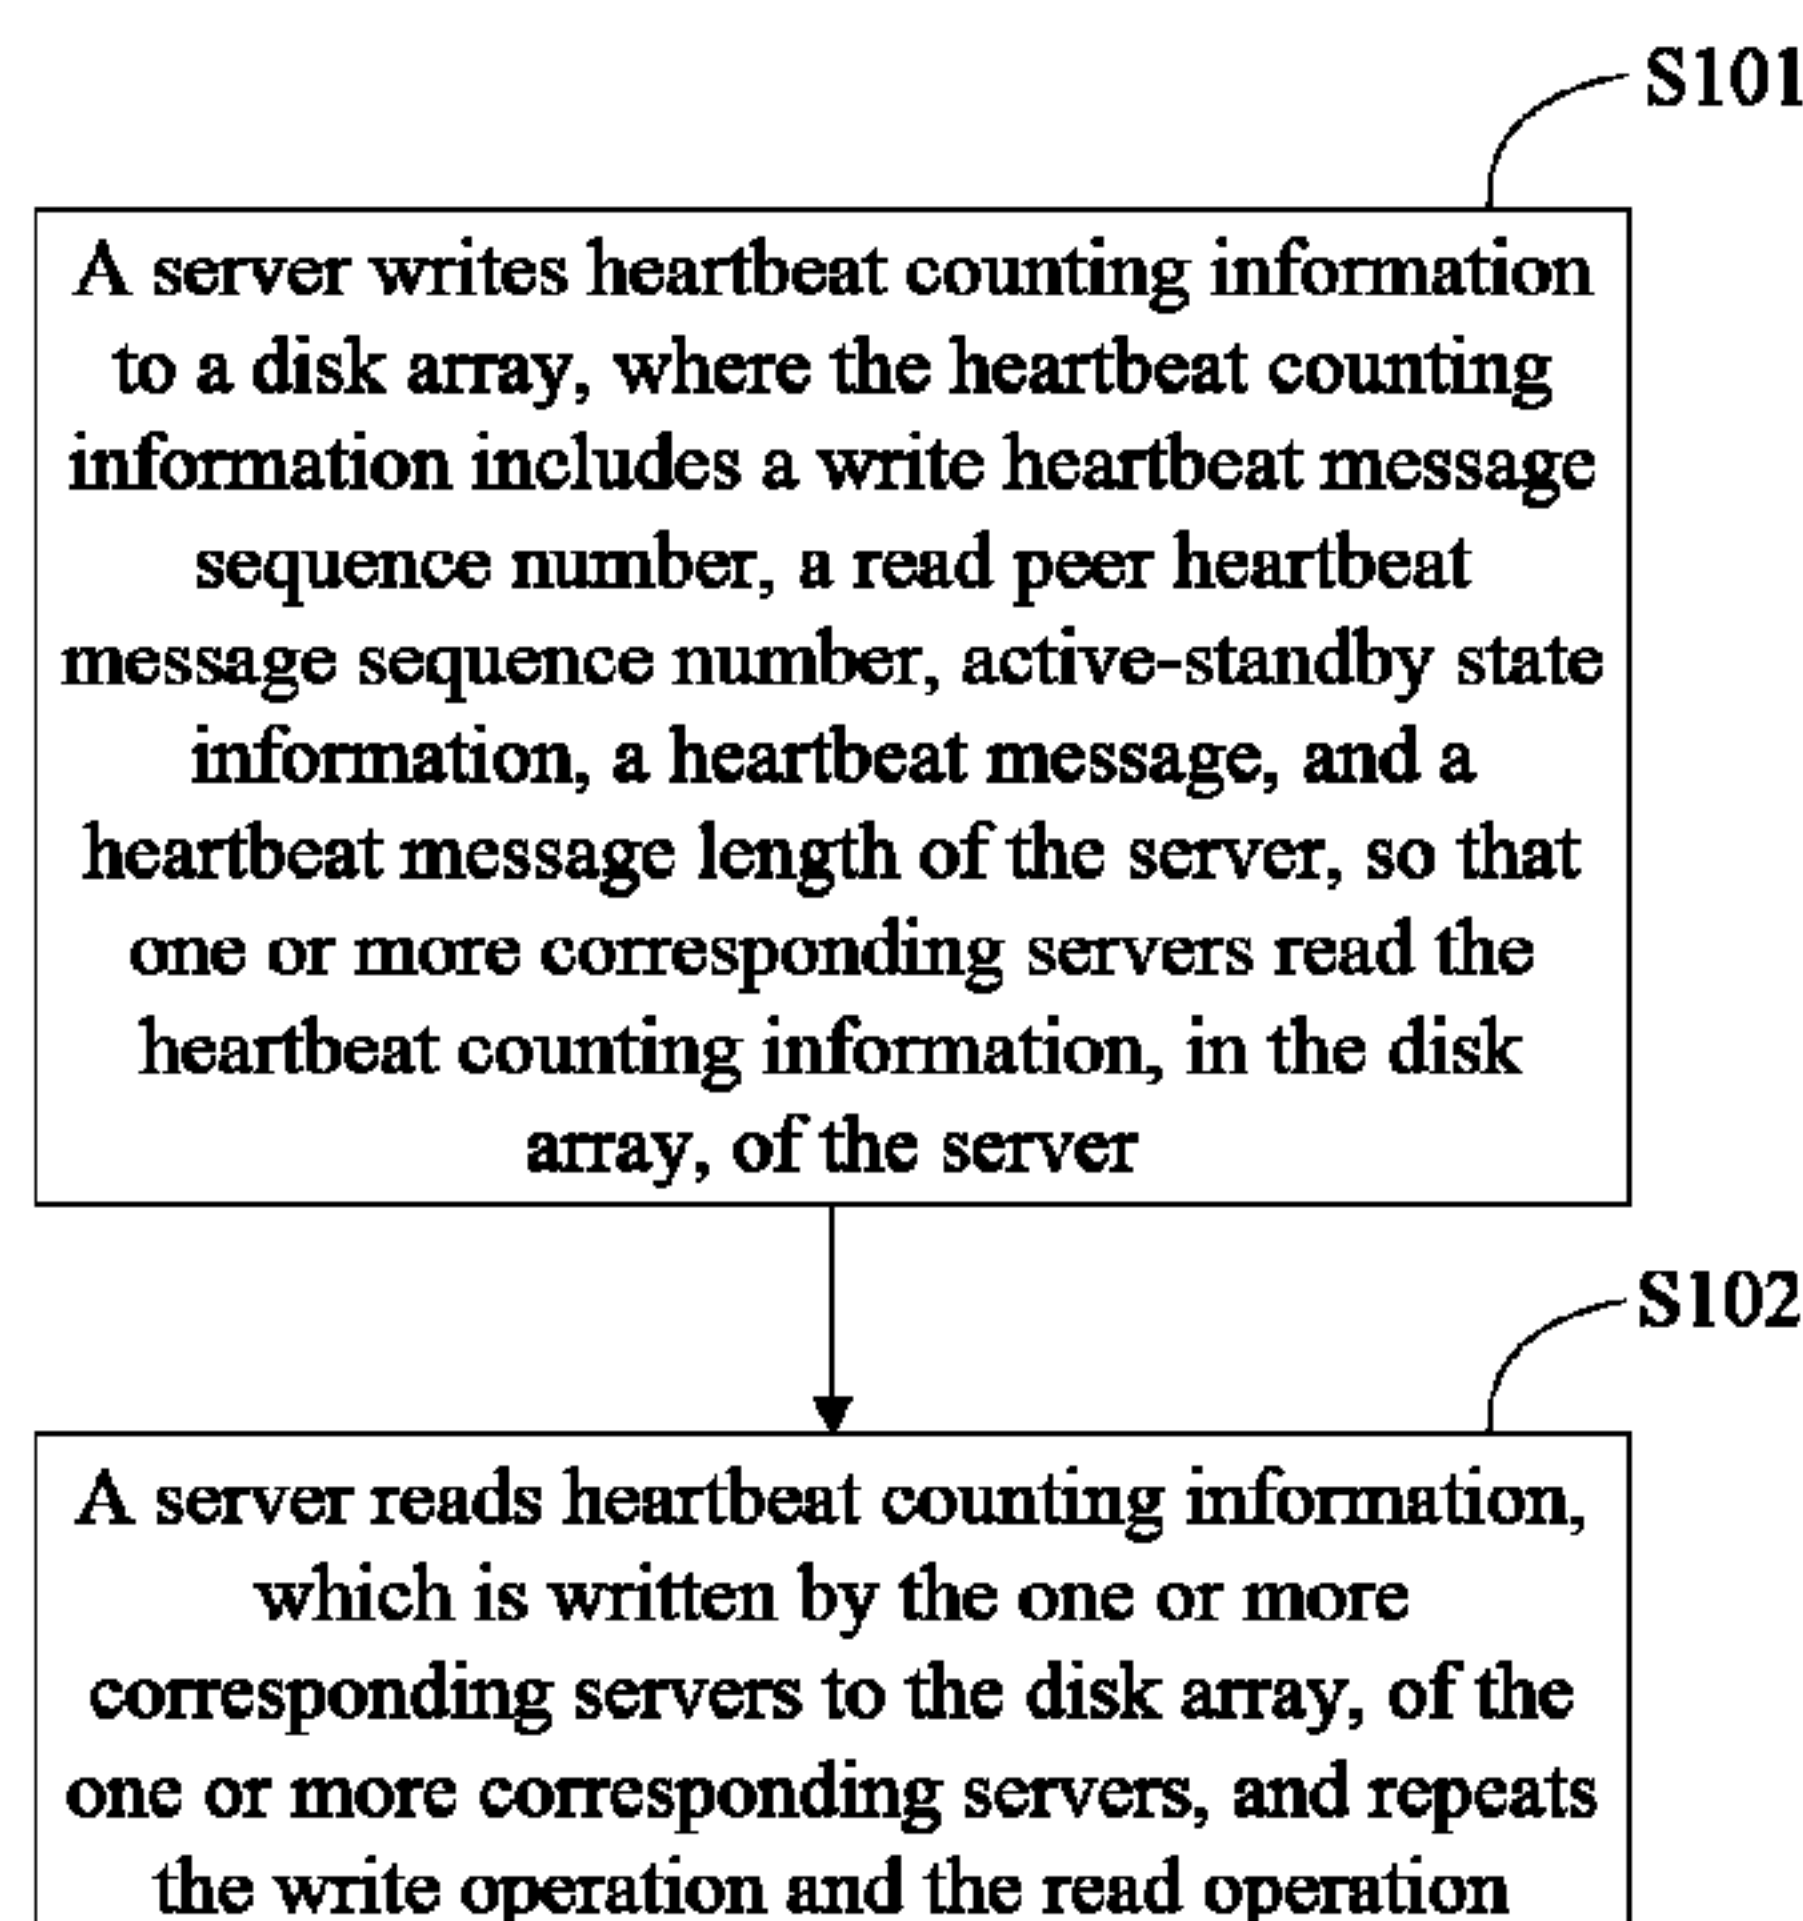 S101
A server writes heartbeat counting information
to a disk array, where the heartbeat counting
information includes a write heartbeat message
sequence number, a read peer heartbeat
message sequence number, active-standby state
information, a heartbeat message, and a
heartbeat message length of the server, so that
one or more corresponding servers read the
heartbeat counting information, in the disk
array, of the server
S102
A server reads heartbeat counting information,
which is written by the one or more
corresponding servers to the disk array, of the
one or more corresponding servers, and repeats
the write operation and the read operation